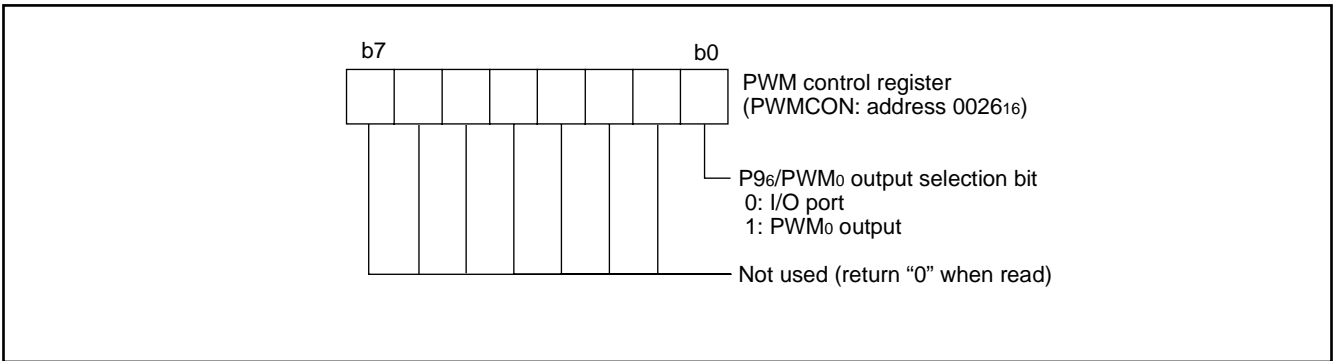 b7 b0
PWM control register
(PWMCON: address 002616)
P96/PWM0 output selection bit
0: I/O port
1: PWM0 output
Not used (return “0” when read)